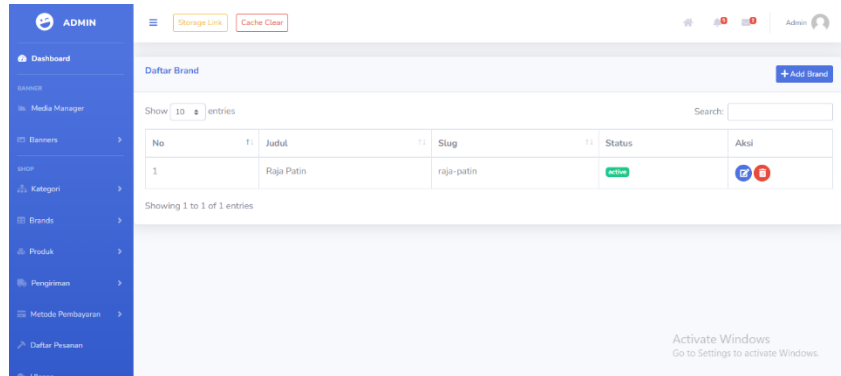 ADMIN
Storage Link
Cache Clear
9
7
Admin
Dashboard
BANNER
Media Manager
Banners
SHOP
Kategori
Brands
Produk
Pengiriman
Metode Pembayaran
Daftar Pesanan
Daftar Brand
+ Add Brand
Show 10 entries
Search:
No Judul Slug Status Aksi
1 Raja Patin raja-patin active
Showing 1 to 1 of 1 entries
Activate Windows
Go to Settings to activate Windows.